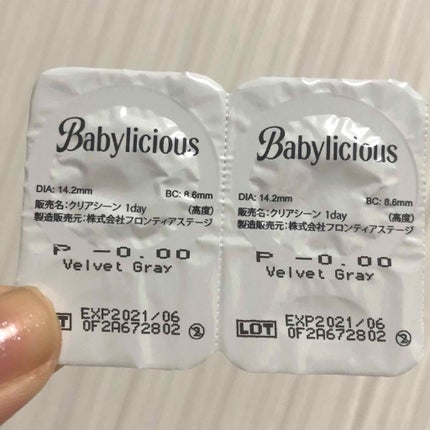 Babylicious
DIA: 14.2mm BC: 8.6mm
販売名:クリアシーン 1day (高度)
製造販売元:株式会社フロンティアステージ
P -0.00
Velvet Gray
EXP2021/06
0F2A672802 ②
Babylicious
DIA: 14.2mm BC: 8.6mm
販売名:クリアシーン 1day (高度)
製造販売元:株式会社フロンティアステージ
P -0.00
Velvet Gray
LOT EXP2021/06
0F2A672802 ②